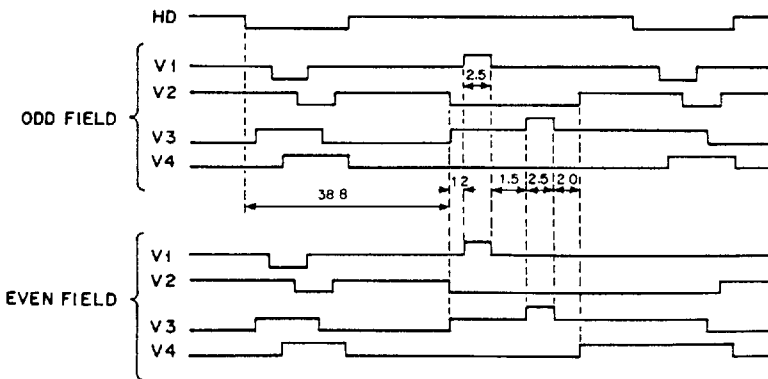 HD
V1
2.5
V2
ODD FIELD
V3
V4
1.2 1.5 2.5 2.0
38.8
V1
V2
EVEN FIELD
V3
V4